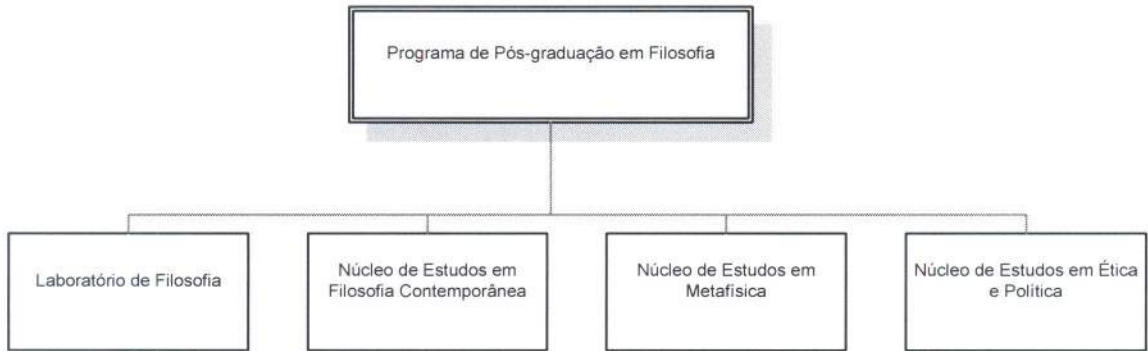 Programa de Pós-graduação em Filosofia
Laboratório de Filosofia
Núcleo de Estudos em
Filosofia Contemporânea
Núcleo de Estudos em
Metafísica
Núcleo de Estudos em Ética
e Política